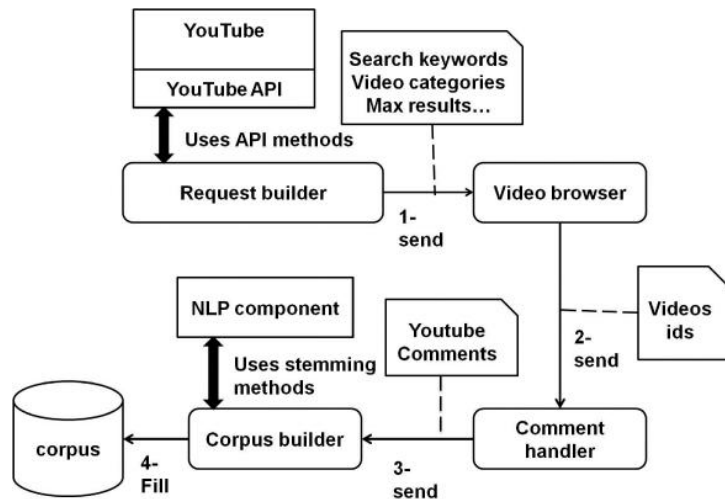 YouTube
YouTube API
Search keywords
Video categories
Max results...
Uses API methods
Request builder
Video browser
1-
send
NLP component
Youtube
Comments
Videos
ids
2-
send
Uses stemming
methods
corpus
Corpus builder
Comment
handler
4-
Fill
3-
send